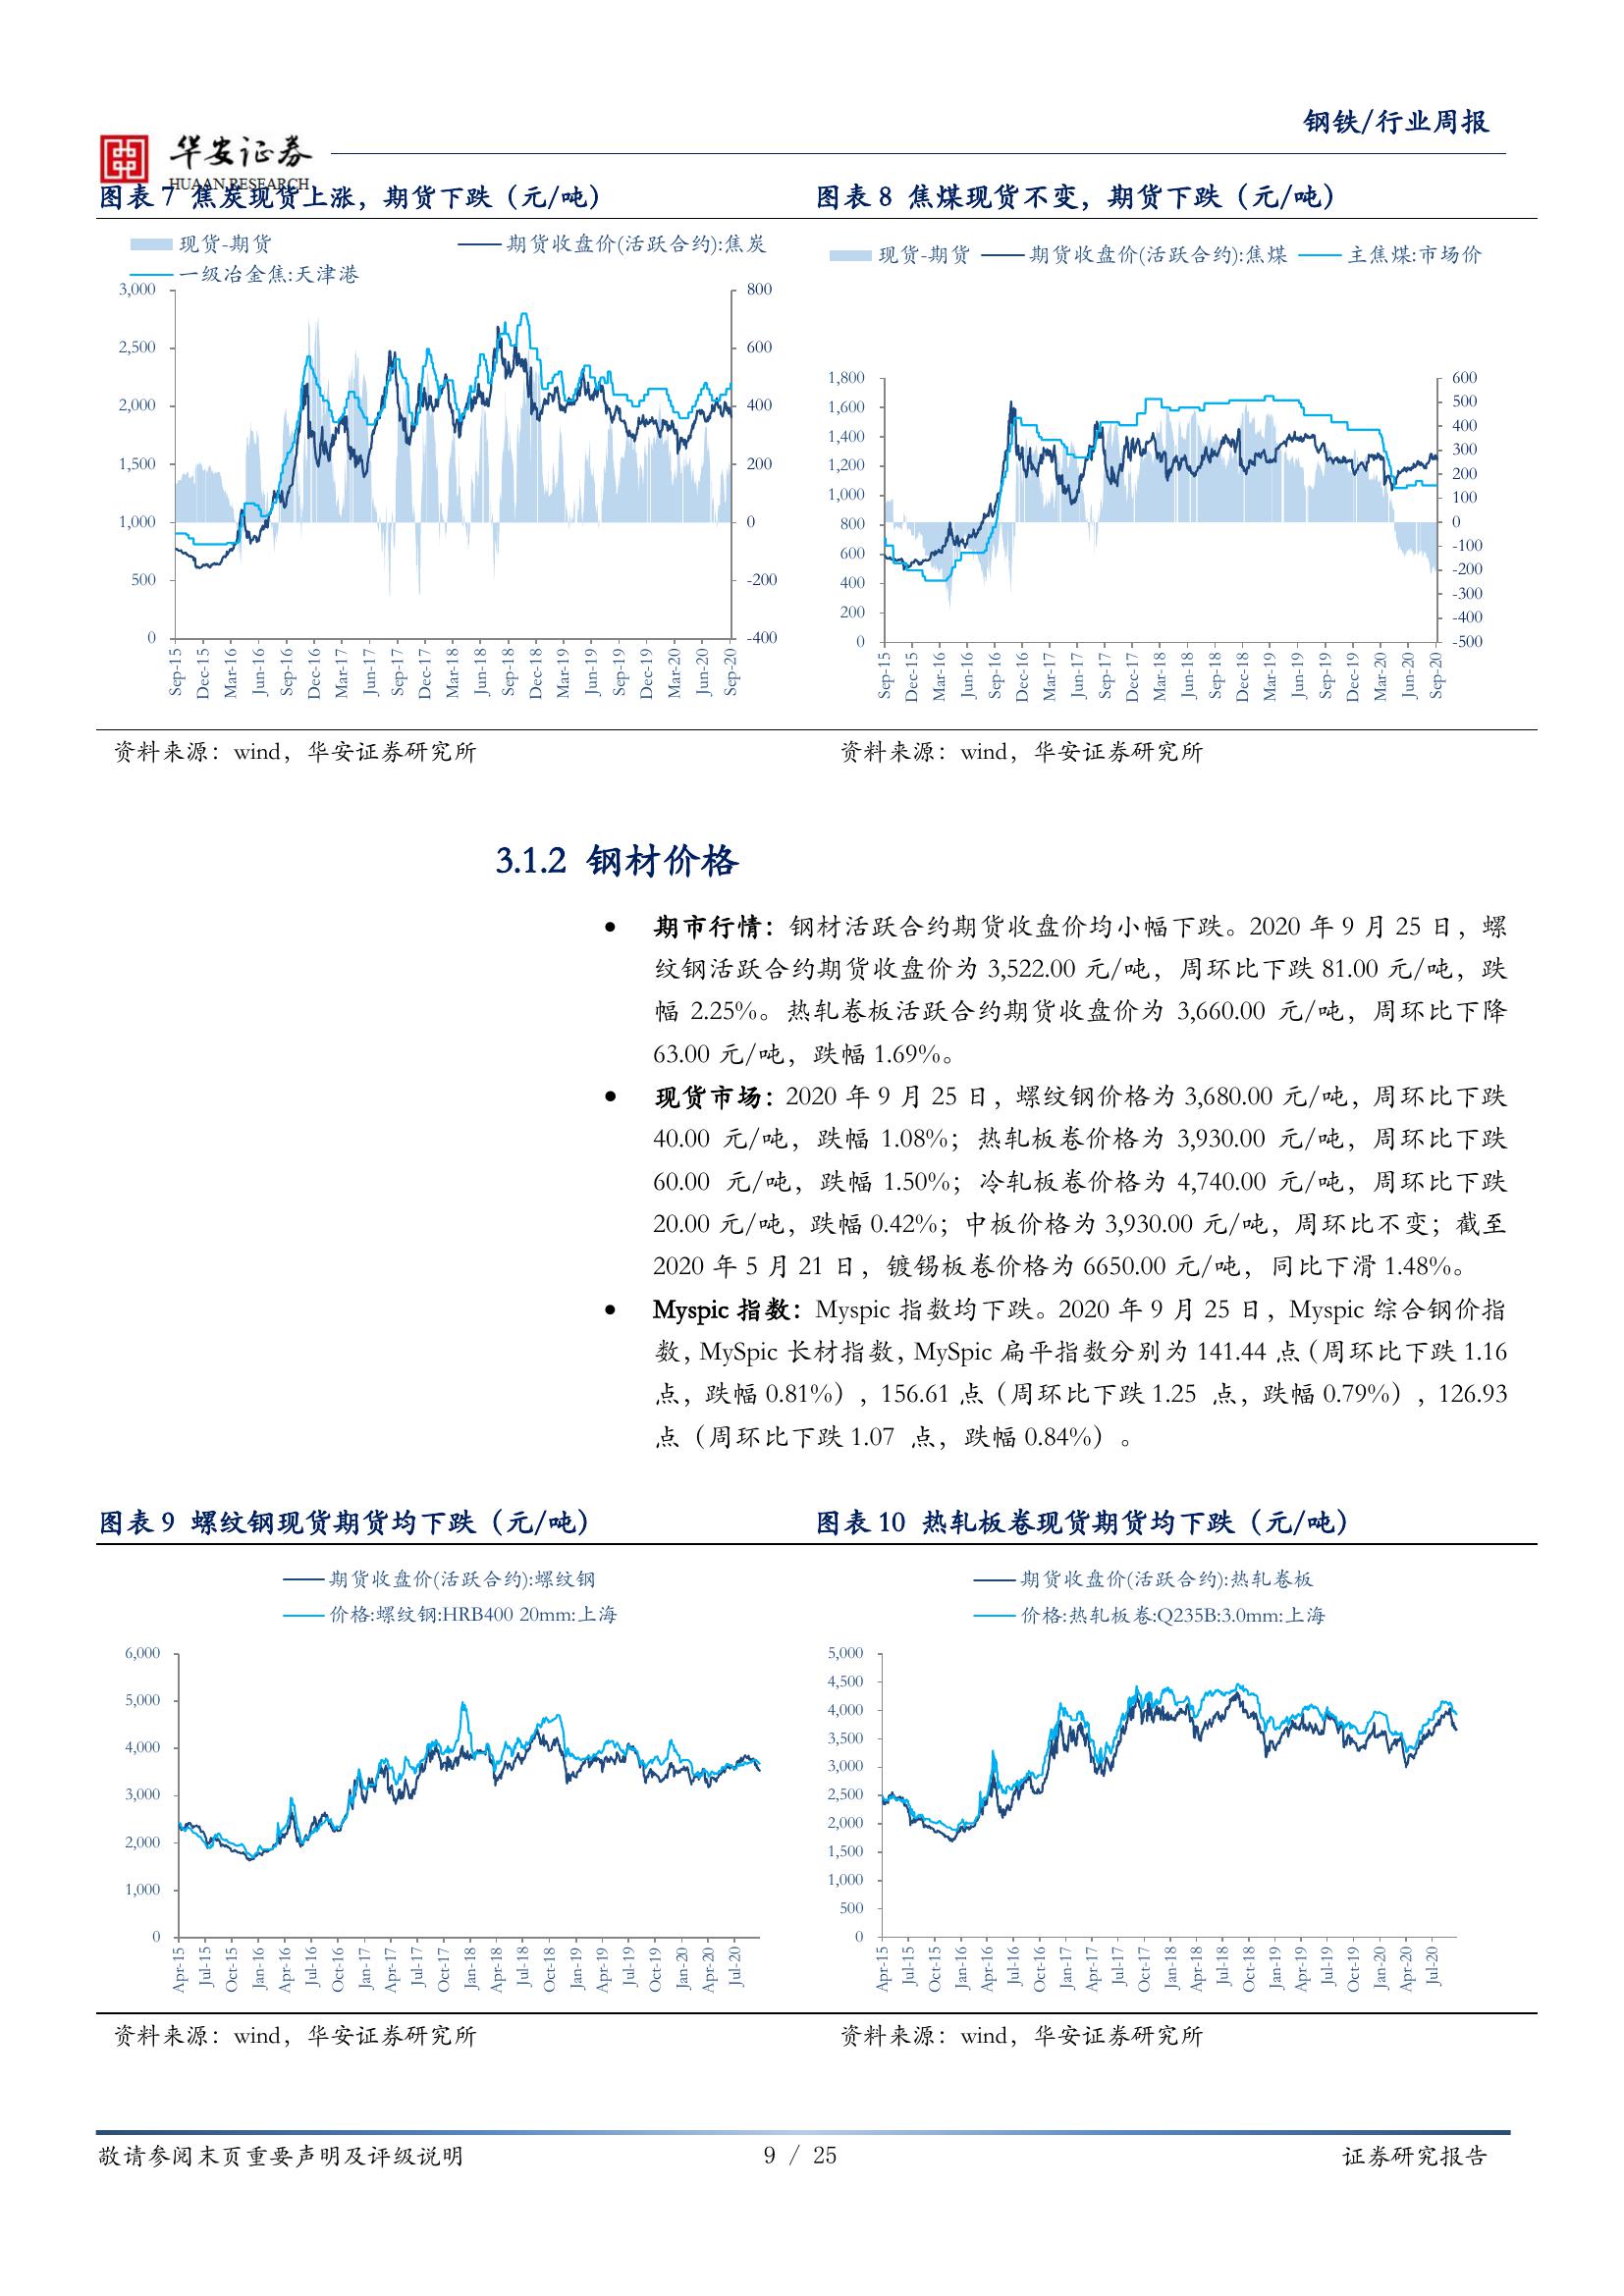 钢铁/行业周报
华安证券
HUAAN RESEARCH
图表 7 焦炭现货上涨，期货下跌（元/吨）
现货-期货
期货收盘价(活跃合约):焦炭
一级冶金焦:天津港
3,000
2,500
2,000
1,500
1,000
500
0
800
600
400
200
0
-200
-400
Sep-15 Dec-15 Mar-16 Jun-16 Sep-16 Dec-16 Mar-17 Jun-17 Sep-17 Dec-17 Mar-18 Jun-18 Sep-18 Dec-18 Mar-19 Jun-19 Sep-19 Dec-19 Mar-20 Jun-20 Sep-20
资料来源：wind，华安证券研究所
图表 8 焦煤现货不变，期货下跌（元/吨）
现货-期货 期货收盘价(活跃合约):焦煤 主焦煤:市场价
1,800
1,600
1,400
1,200
1,000
800
600
400
200
0
600
500
400
300
200
100
0
-100
-200
-300
-400
-500
Sep-15 Dec-15 Mar-16 Jun-16 Sep-16 Dec-16 Mar-17 Jun-17 Sep-17 Dec-17 Mar-18 Jun-18 Sep-18 Dec-18 Mar-19 Jun-19 Sep-19 Dec-19 Mar-20 Jun-20 Sep-20
资料来源：wind，华安证券研究所
3.1.2 钢材价格
● 期市行情：钢材活跃合约期货收盘价均小幅下跌。2020 年 9 月 25 日，螺
纹钢活跃合约期货收盘价为 3,522.00 元/吨，周环比下跌 81.00 元/吨，跌
幅 2.25%。热轧卷板活跃合约期货收盘价为 3,660.00 元/吨，周环比下降
63.00 元/吨，跌幅 1.69%。
● 现货市场：2020 年 9 月 25 日，螺纹钢价格为 3,680.00 元/吨，周环比下跌
40.00 元/吨，跌幅 1.08%；热轧板卷价格为 3,930.00 元/吨，周环比下跌
60.00 元/吨，跌幅 1.50%；冷轧板卷价格为 4,740.00 元/吨，周环比下跌
20.00 元/吨，跌幅 0.42%；中板价格为 3,930.00 元/吨，周环比不变；截至
2020 年 5 月 21 日，镀锡板卷价格为 6650.00 元/吨，同比下滑 1.48%。
● Myspic 指数：Myspic 指数均下跌。2020 年 9 月 25 日，Myspic 综合钢价指
数，MySpic 长材指数，MySpic 扁平指数分别为 141.44 点（周环比下跌 1.16
点，跌幅 0.81%），156.61 点（周环比下跌 1.25 点，跌幅 0.79%），126.93
点（周环比下跌 1.07 点，跌幅 0.84%）。
图表 9 螺纹钢现货期货均下跌（元/吨）
期货收盘价(活跃合约):螺纹钢
价格:螺纹钢:HRB400 20mm:上海
6,000
5,000
4,000
3,000
2,000
1,000
0
Apr-15 Jul-15 Oct-15 Jan-16 Apr-16 Jul-16 Oct-16 Jan-17 Apr-17 Jul-17 Oct-17 Jan-18 Apr-18 Jul-18 Oct-18 Jan-19 Apr-19 Jul-19 Oct-19 Jan-20 Apr-20 Jul-20
资料来源：wind，华安证券研究所
图表 10 热轧板卷现货期货均下跌（元/吨）
期货收盘价(活跃合约):热轧卷板
价格:热轧板卷:Q235B:3.0mm:上海
5,000
4,500
4,000
3,500
3,000
2,500
2,000
1,500
1,000
500
0
Apr-15 Jul-15 Oct-15 Jan-16 Apr-16 Jul-16 Oct-16 Jan-17 Apr-17 Jul-17 Oct-17 Jan-18 Apr-18 Jul-18 Oct-18 Jan-19 Apr-19 Jul-19 Oct-19 Jan-20 Apr-20 Jul-20
资料来源：wind，华安证券研究所
敬请参阅末页重要声明及评级说明
9 / 25
证券研究报告